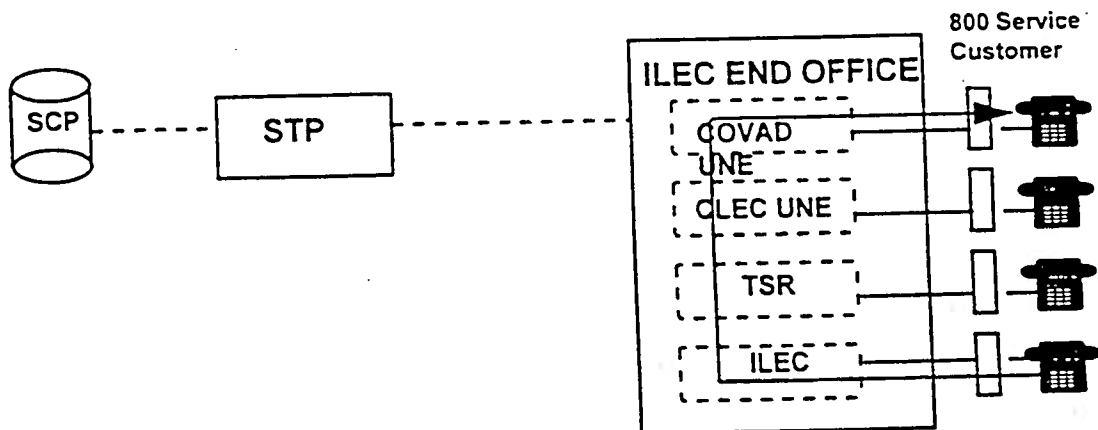 800 Service
Customer
ILEC END OFFICE
SCP
STP
COVAD
UNE
CLEC UNE
TSR
ILEC